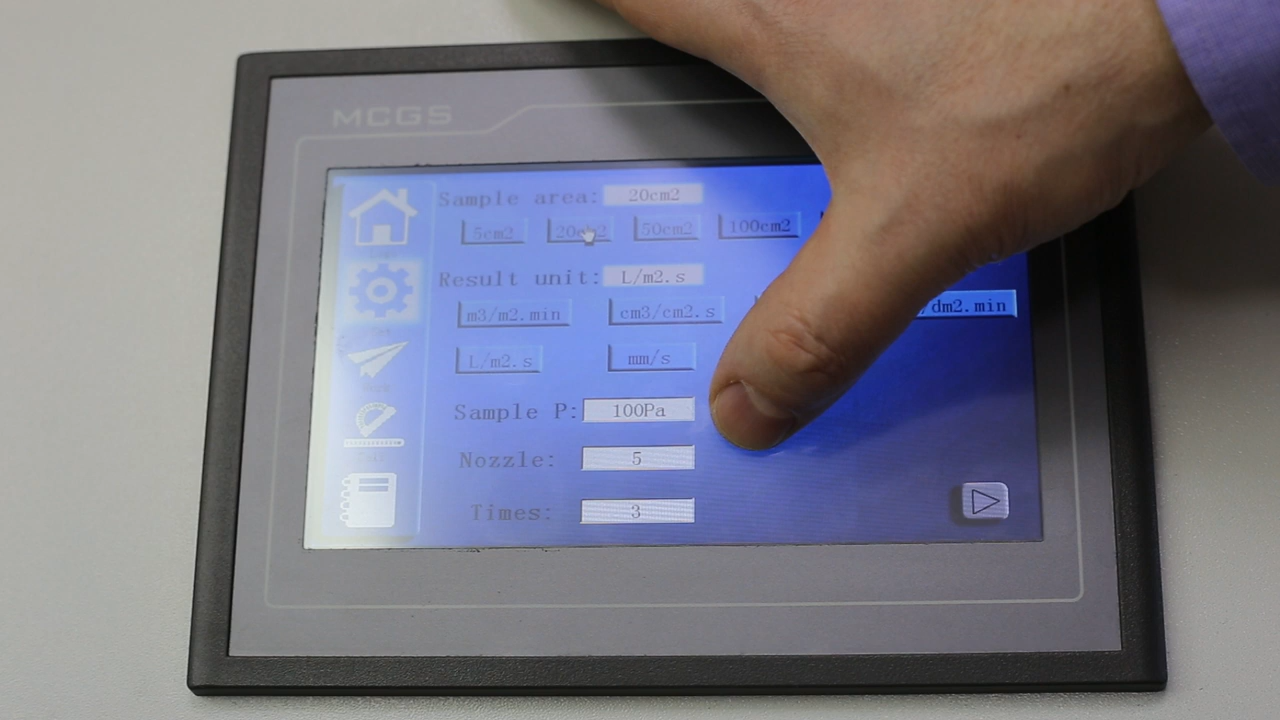 MCGS
Sample area: 20cm2
5cm2 20cm2 50cm2 100cm2
Result unit: L/m2.s
m3/m2.min cm3/cm2.s /dm2.min
L/m2.s mm/s
Sample P: 100Pa
Nozzle: 5
Times: 3